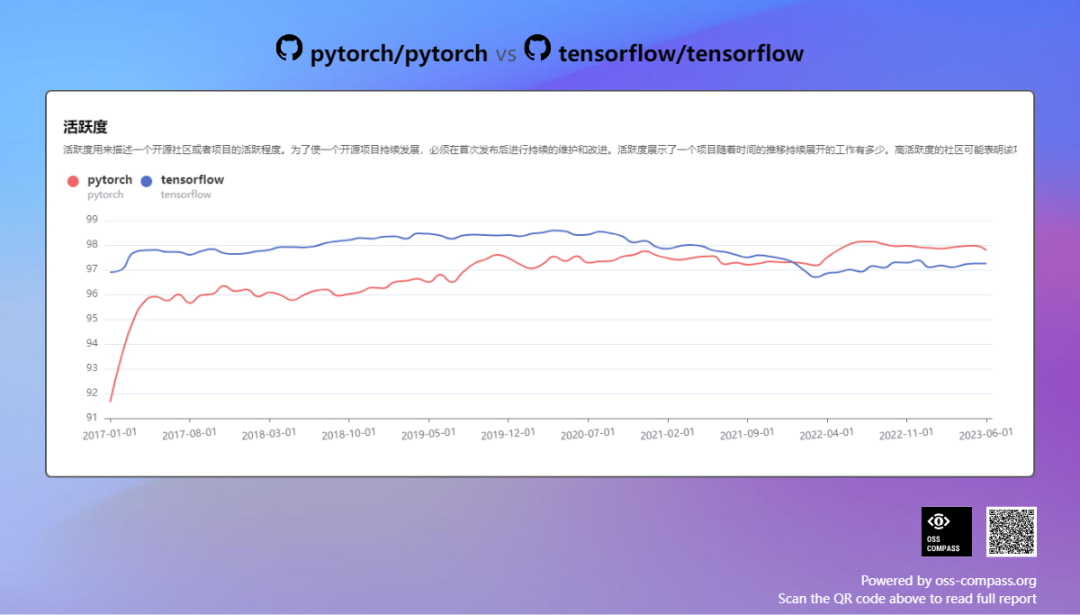 pytorch/pytorch vs tensorflow/tensorflow
活跃度
活跃度用来描述一个开源社区或者项目的活跃程度。为了使一个开源项目持续发展，必须在首次发布后进行持续的维护和改进。活跃度展示了一个项目随着时间的推移持续展开的工作有多少。高活跃度的社区可能表明该
pytorch tensorflow
pytorch tensorflow
99
98
97
96
95
94
93
92
91
2017-01-01 2017-08-01 2018-03-01 2018-10-01 2019-05-01 2019-12-01 2020-07-01 2021-02-01 2021-09-01 2022-04-01 2022-11-01 2023-06-01
OSS
COMPASS
Powered by oss-compass.org
Scan the QR code above to read full report